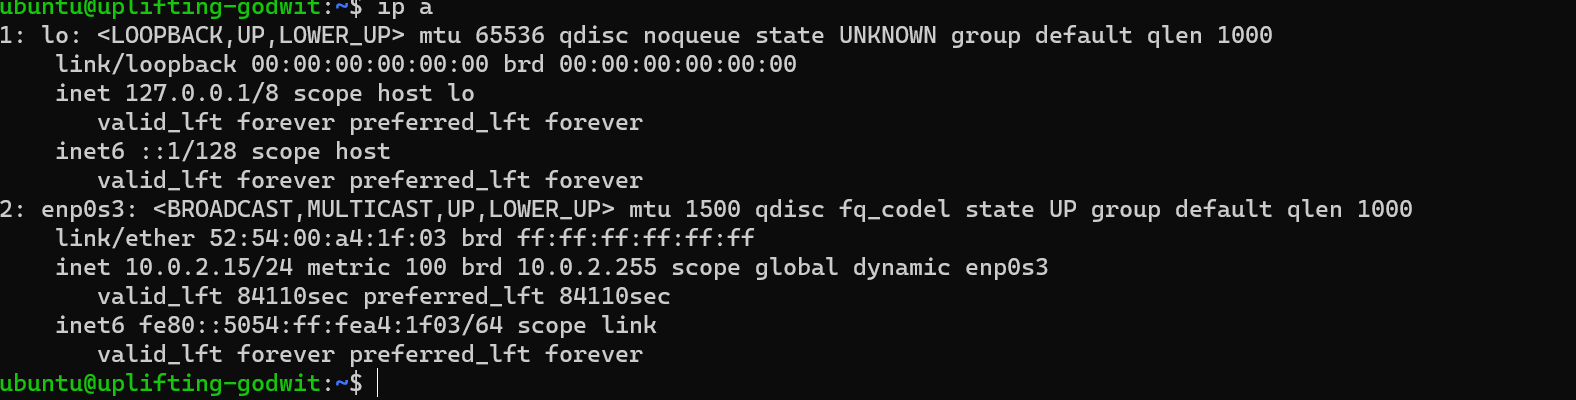 ubuntu@uplifting-godwit:~$ ip a
1: lo: <LOOPBACK,UP,LOWER_UP> mtu 65536 qdisc noqueue state UNKNOWN group default qlen 1000
    link/loopback 00:00:00:00:00:00 brd 00:00:00:00:00:00
    inet 127.0.0.1/8 scope host lo
       valid_lft forever preferred_lft forever
    inet6 ::1/128 scope host
       valid_lft forever preferred_lft forever
2: enp0s3: <BROADCAST,MULTICAST,UP,LOWER_UP> mtu 1500 qdisc fq_codel state UP group default qlen 1000
    link/ether 52:54:00:a4:1f:03 brd ff:ff:ff:ff:ff:ff
    inet 10.0.2.15/24 metric 100 brd 10.0.2.255 scope global dynamic enp0s3
       valid_lft 84110sec preferred_lft 84110sec
    inet6 fe80::5054:ff:fea4:1f03/64 scope link
       valid_lft forever preferred_lft forever
ubuntu@uplifting-godwit:~$